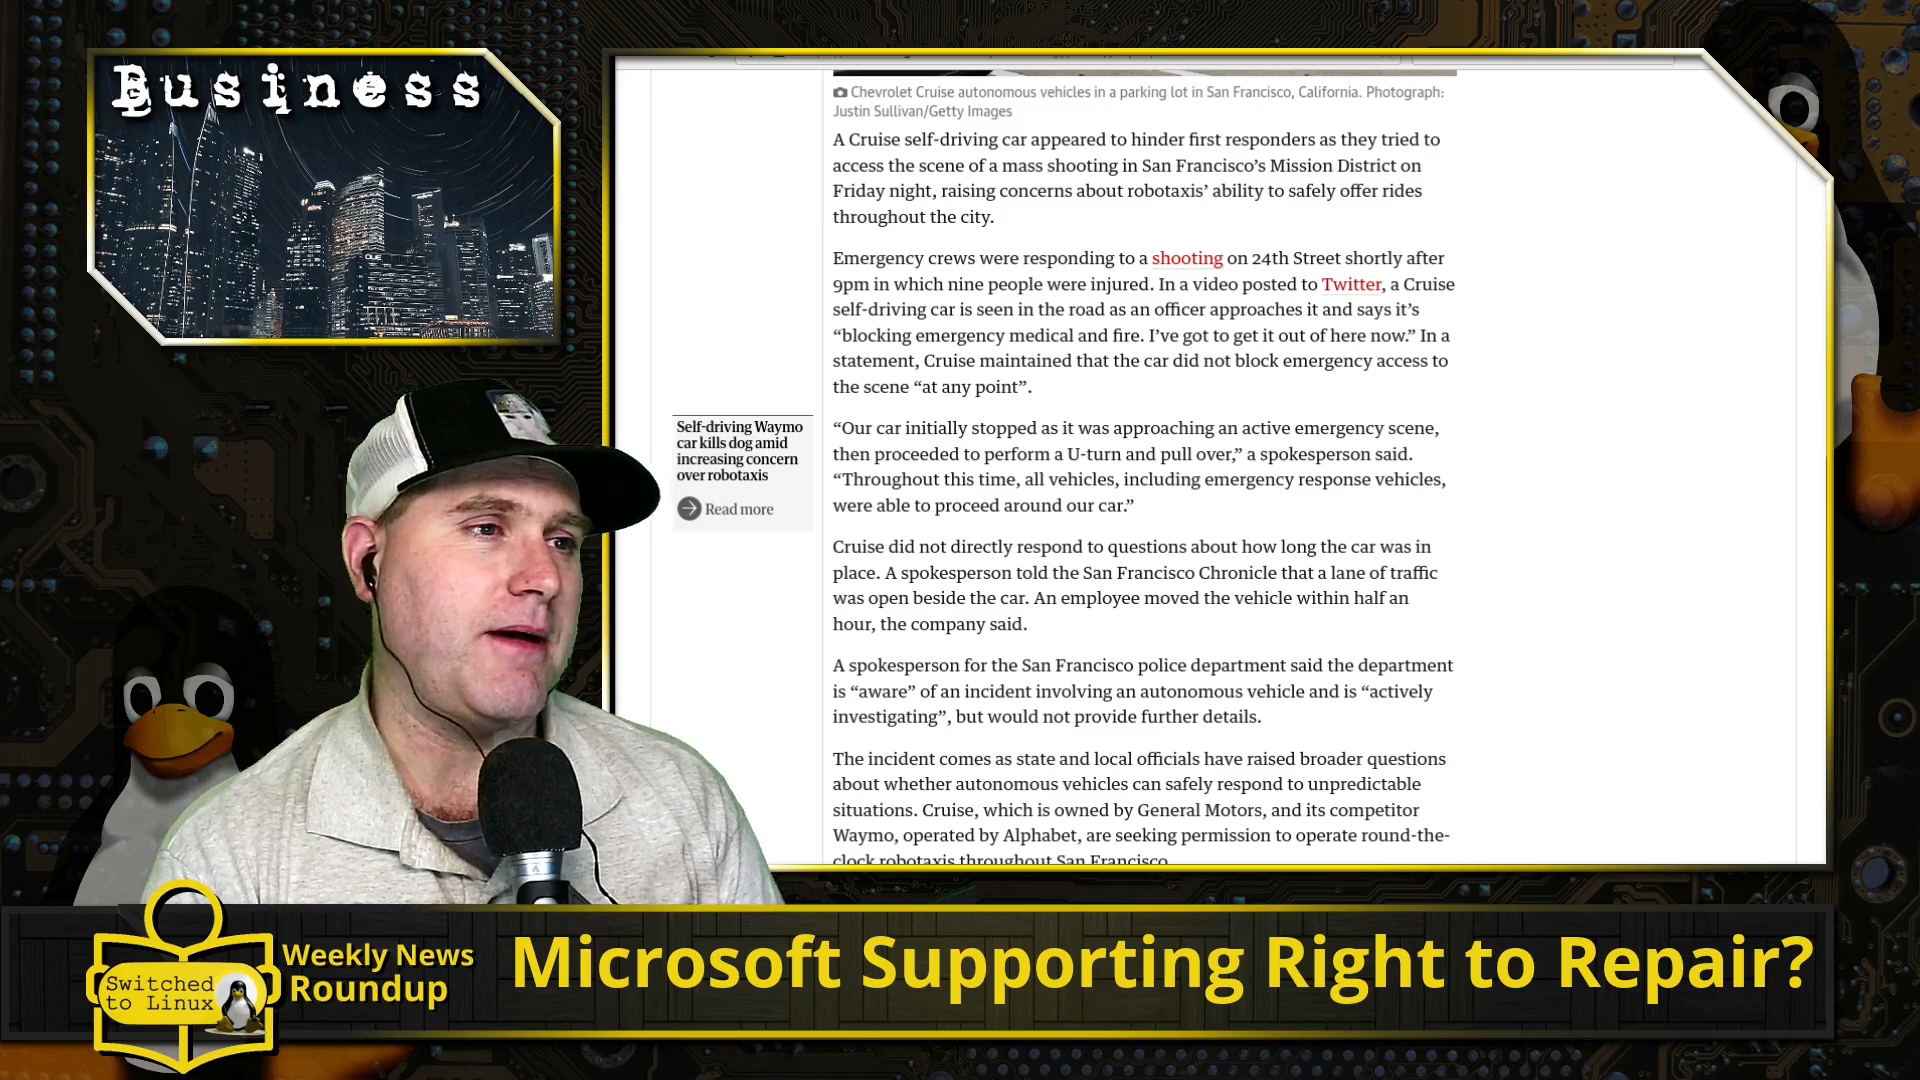 Business
Chevrolet Cruise autonomous vehicles in a parking lot in San Francisco, California. Photograph:
Justin Sullivan/Getty Images
A Cruise self-driving car appeared to hinder first responders as they tried to
access the scene of a mass shooting in San Francisco’s Mission District on
Friday night, raising concerns about robotaxis’ ability to safely offer rides
throughout the city.
Emergency crews were responding to a shooting on 24th Street shortly after
9pm in which nine people were injured. In a video posted to Twitter, a Cruise
self-driving car is seen in the road as an officer approaches it and says it’s
“blocking emergency medical and fire. I’ve got to get it out of here now.” In a
statement, Cruise maintained that the car did not block emergency access to
the scene “at any point”.
Self-driving Waymo
car kills dog amid
increasing concern
over robotaxis
Read more
“Our car initially stopped as it was approaching an active emergency scene,
then proceeded to perform a U-turn and pull over,” a spokesperson said.
“Throughout this time, all vehicles, including emergency response vehicles,
were able to proceed around our car.”
Cruise did not directly respond to questions about how long the car was in
place. A spokesperson told the San Francisco Chronicle that a lane of traffic
was open beside the car. An employee moved the vehicle within half an
hour, the company said.
A spokesperson for the San Francisco police department said the department
is “aware” of an incident involving an autonomous vehicle and is “actively
investigating”, but would not provide further details.
The incident comes as state and local officials have raised broader questions
about whether autonomous vehicles can safely respond to unpredictable
situations. Cruise, which is owned by General Motors, and its competitor
Waymo, operated by Alphabet, are seeking permission to operate round-the-
clock robotaxis throughout San Francisco.
Switched
to Linux
Weekly News
Roundup
Microsoft Supporting Right to Repair?